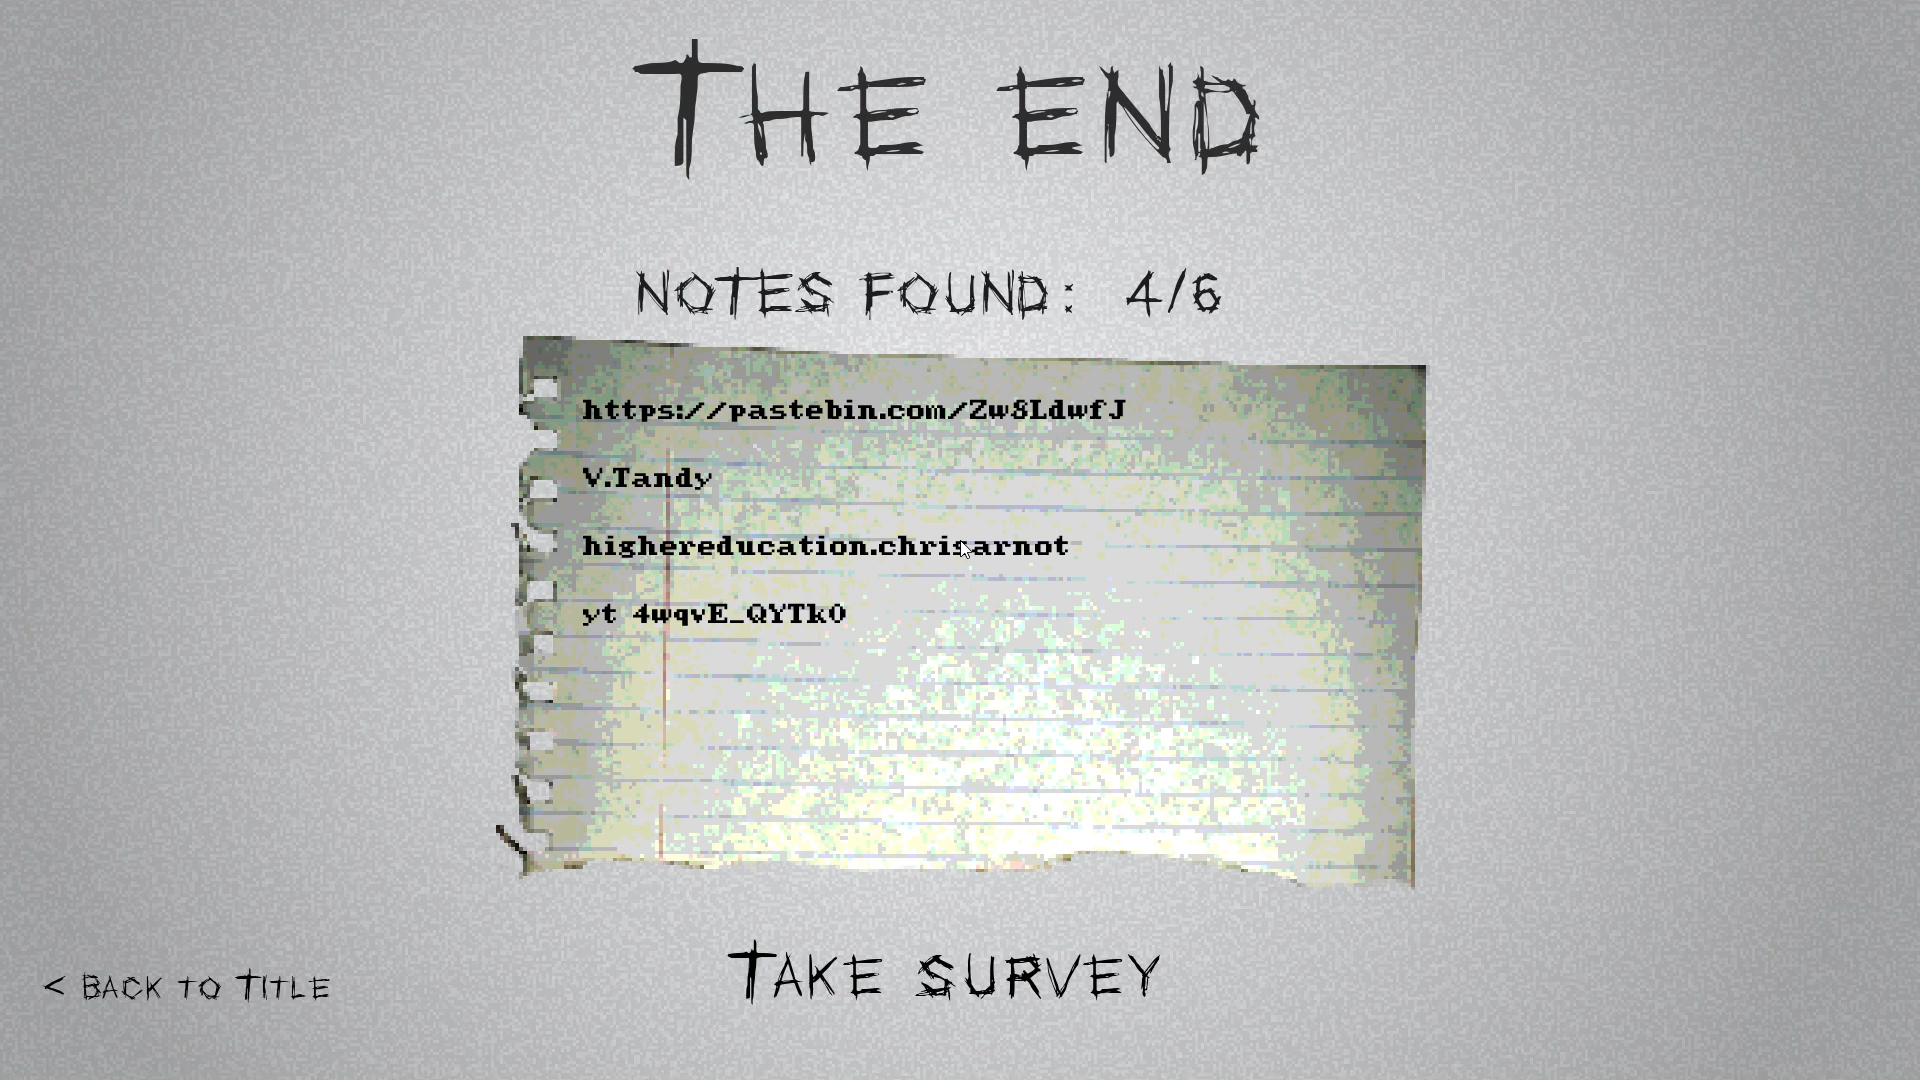 THE END
NOTES FOUND: 4/6
https://pastebin.com/Zw8LdwfJ
V.Tandy
highereducation.chrisarnot
yt 4wqvE_QYTk0
TAKE SURVEY
< BACK TO TITLE